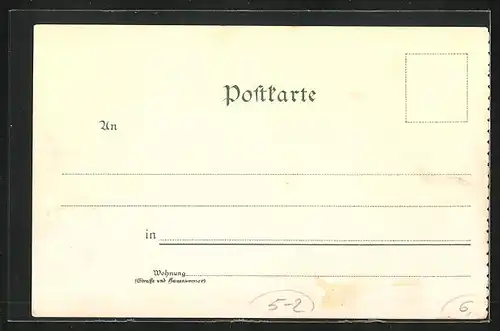 Postkarte
An
in
Wohnung
(Straße und Hausnummer)
5-2
6